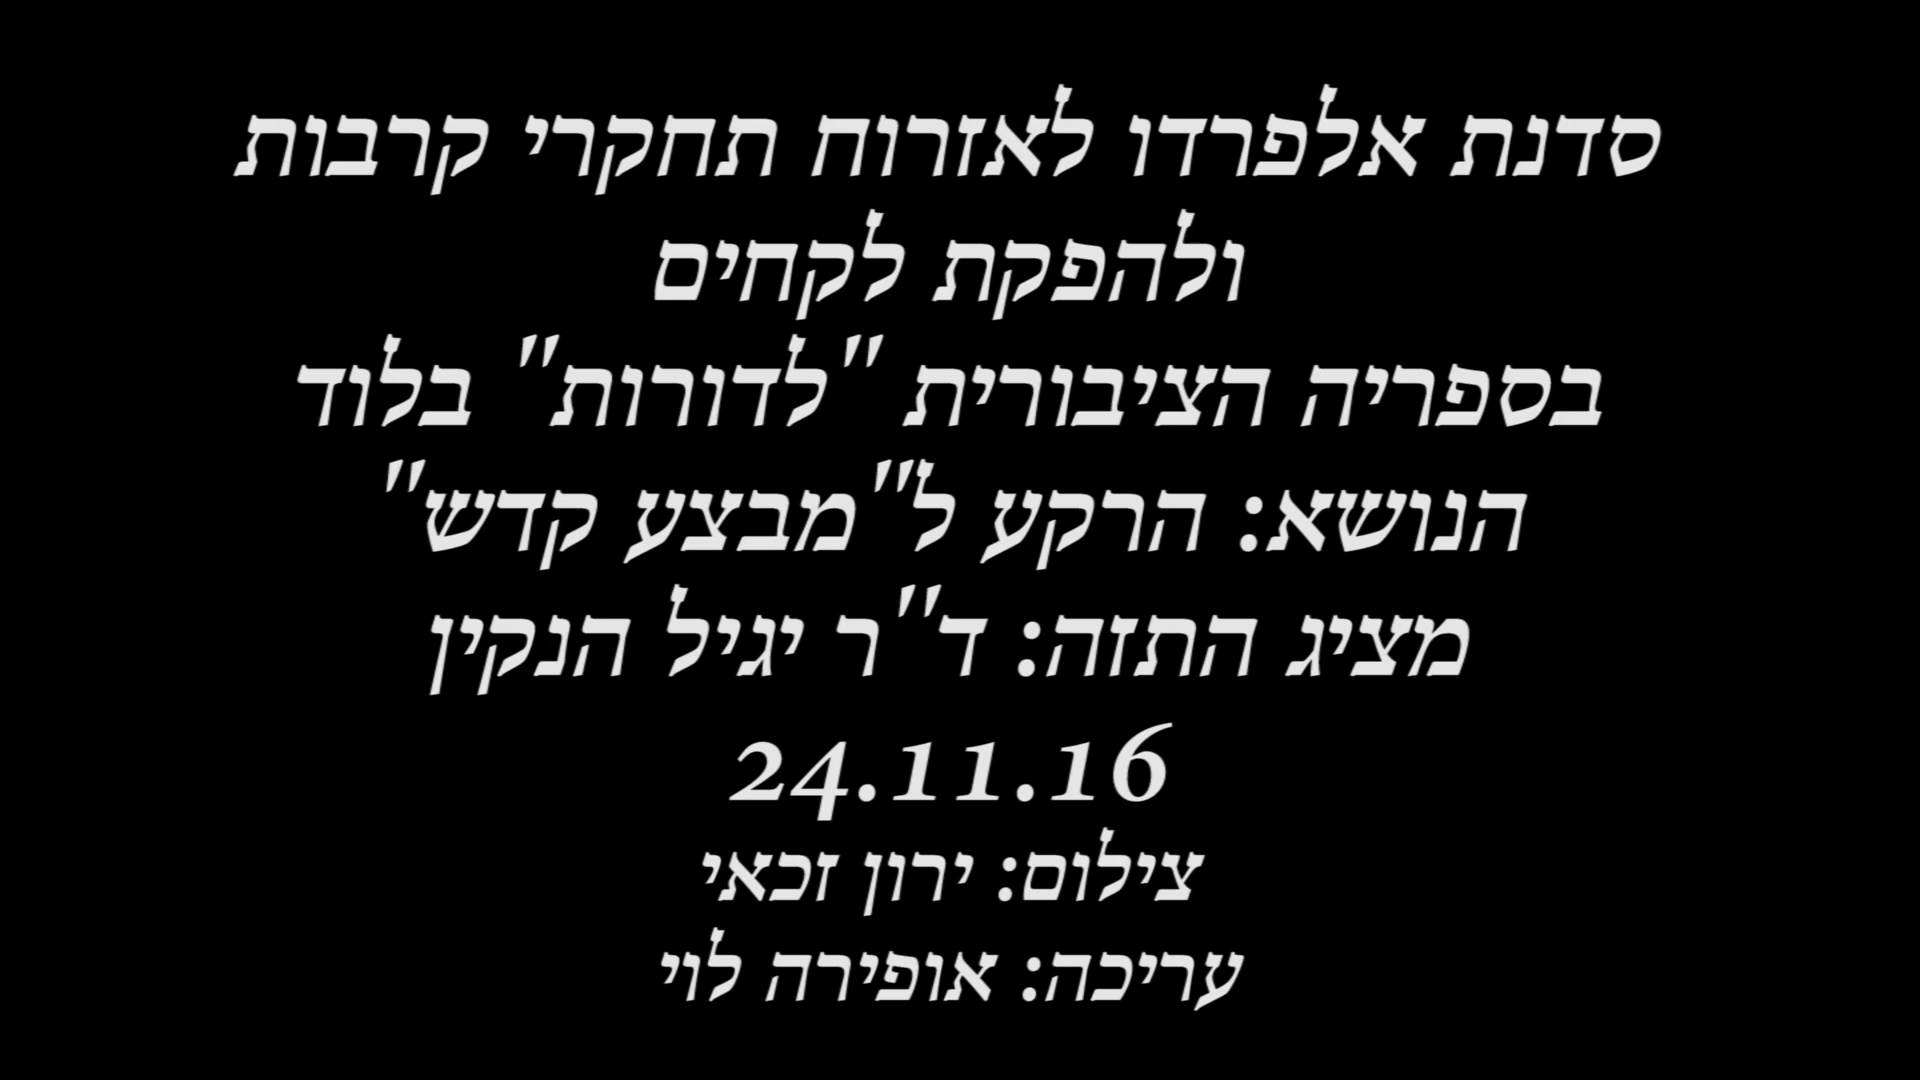 סדנת אלפרדו לאזרוח תחקרי קרבות
ולהפקת לקחים
בספריה הציבורית "לדורות" בלוד
הנושא: הרקע ל"מבצע קדש"
מציג התזה: ד"ר יגיל הנקין
24.11.16
צילום: ירון זכאי
עריכה: אופירה לוי